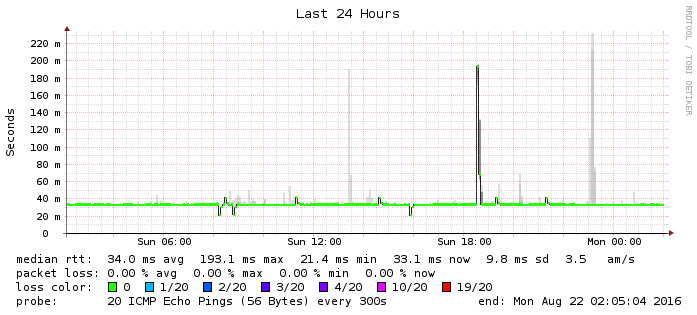 Last 24 Hours
RRDTOOL / TOBI OETIKER
Seconds
220 m
200 m
180 m
160 m
140 m
120 m
100 m
80 m
60 m
40 m
20 m
0
Sun 06:00 Sun 12:00 Sun 18:00 Mon 00:00
median rtt: 34.0 ms avg 193.1 ms max 21.4 ms min 33.1 ms now 9.8 ms sd 3.5 am/s
packet loss: 0.00 % avg 0.00 % max 0.00 % min 0.00 % now
loss color: 0 1/20 2/20 3/20 4/20 10/20 19/20
probe: 20 ICMP Echo Pings (56 Bytes) every 300s end: Mon Aug 22 02:05:04 2016